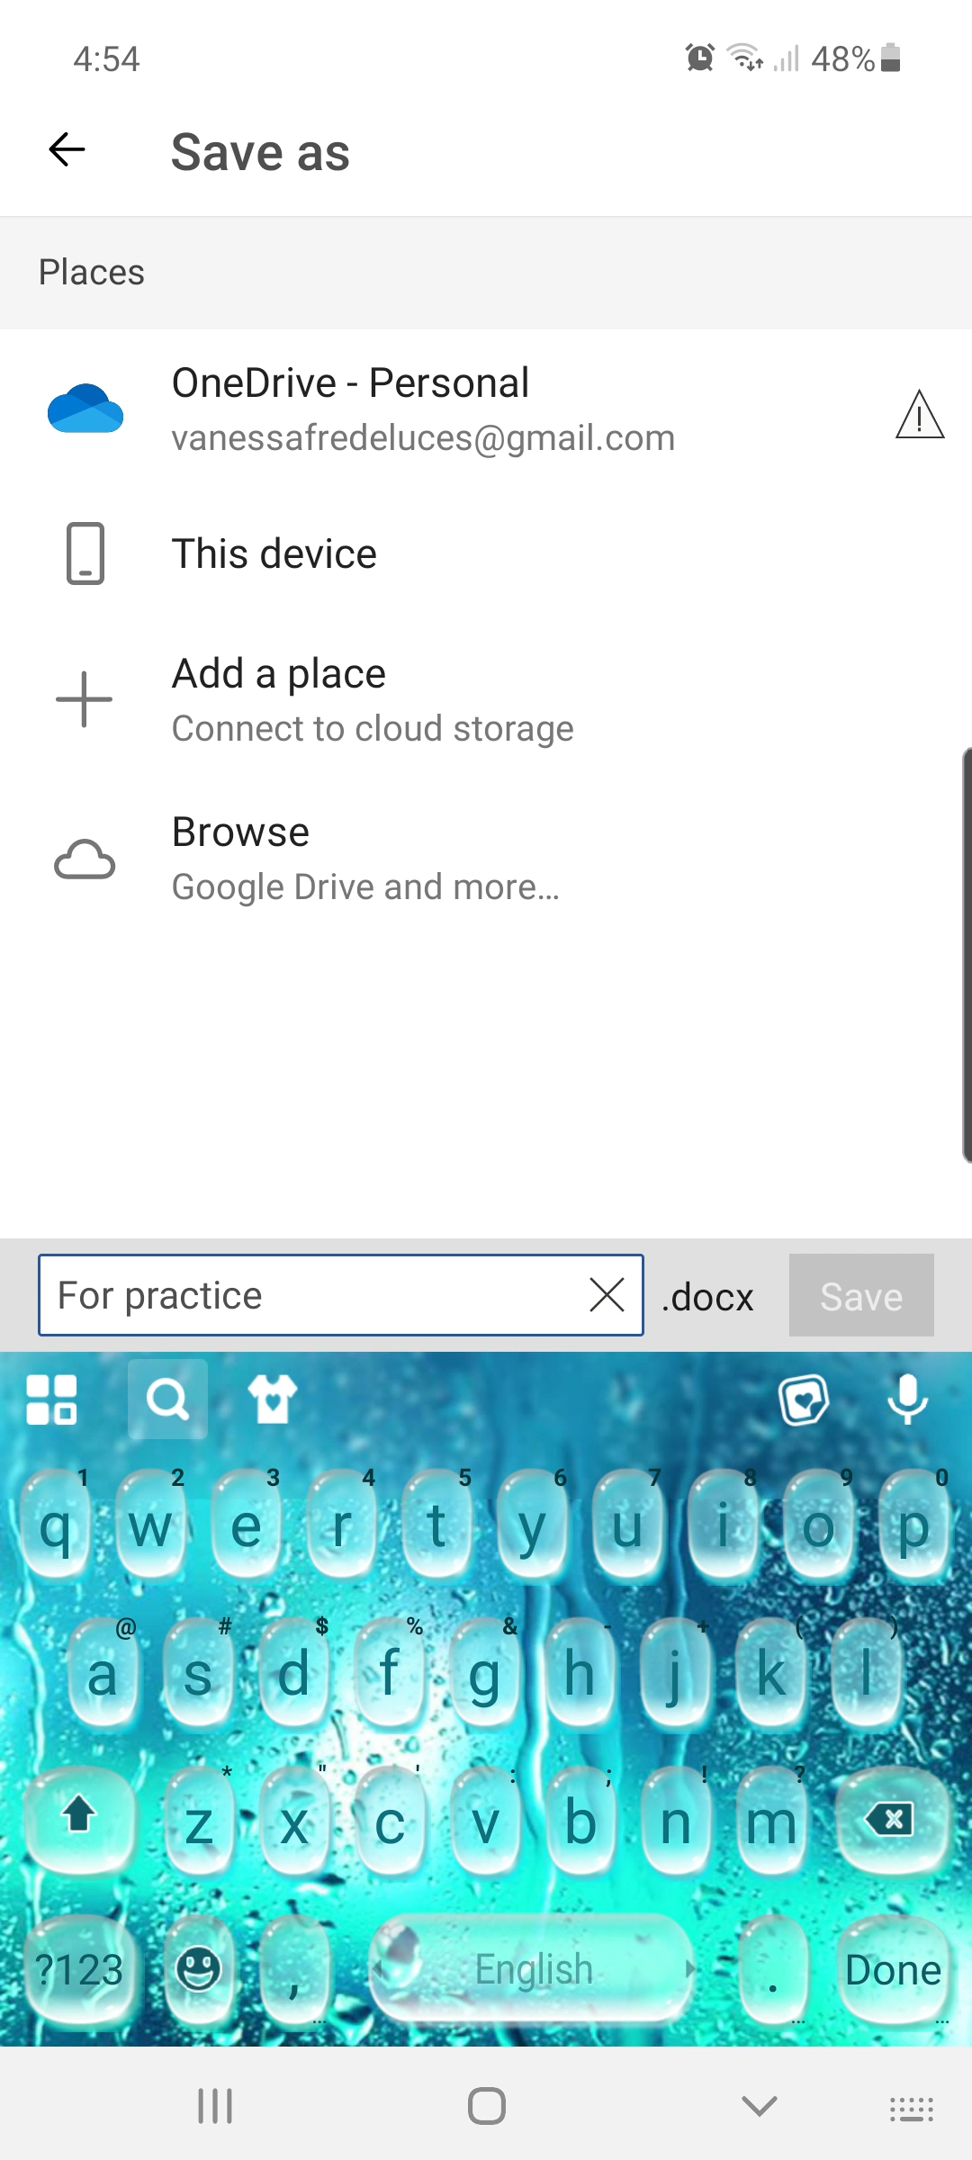 4:54
48%
Save as
Places
OneDrive - Personal
vanessafredeluces@gmail.com
This device
Add a place
Connect to cloud storage
Browse
Google Drive and more...
For practice
.docx
Save
1 2 3 4 5 6 7 8 9 0
q w e r t y u i o p
@ # $ % & - + ( )
a s d f g h j k l
* " ' : ; ! ?
z x c v b n m
?123 , English . Done